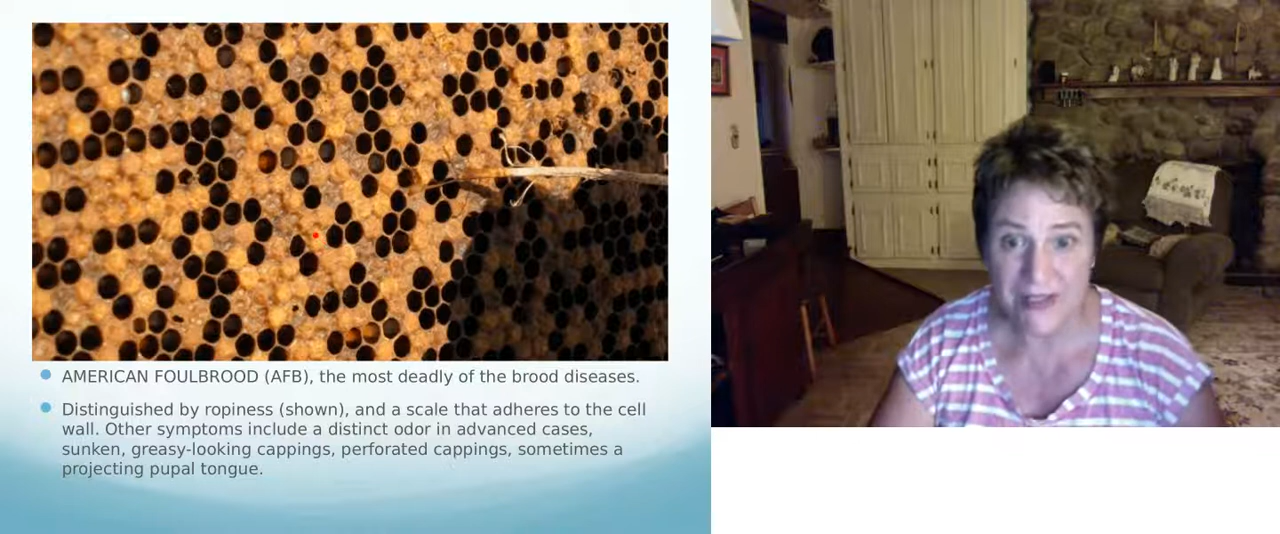 AMERICAN FOULBROOD (AFB), the most deadly of the brood diseases.
Distinguished by ropiness (shown), and a scale that adheres to the cell
wall. Other symptoms include a distinct odor in advanced cases,
sunken, greasy-looking cappings, perforated cappings, sometimes a
projecting pupal tongue.